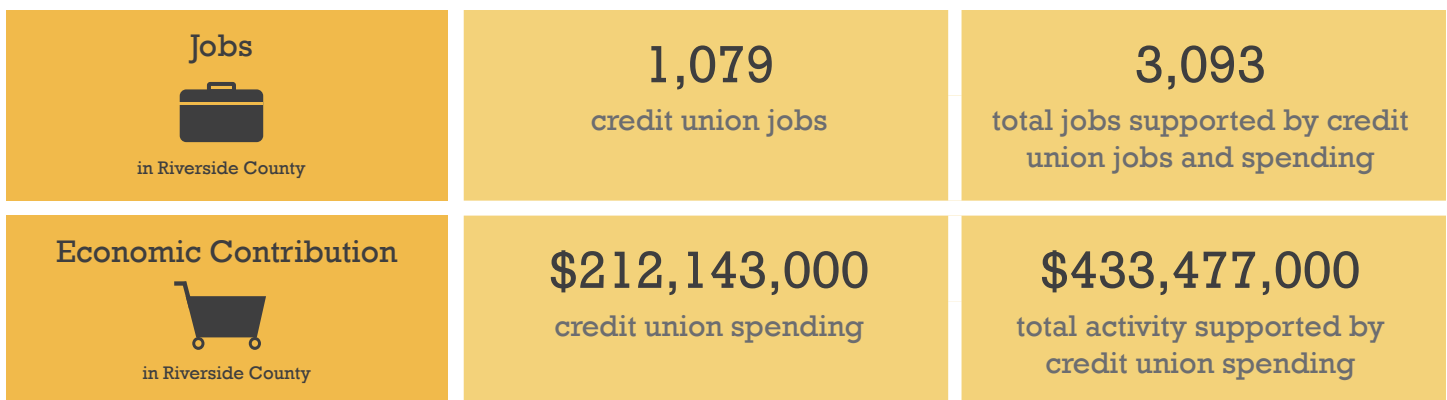 Jobs
in Riverside County
1,079
credit union jobs
3,093
total jobs supported by credit
union jobs and spending
Economic Contribution
in Riverside County
$212,143,000
credit union spending
$433,477,000
total activity supported by
credit union spending